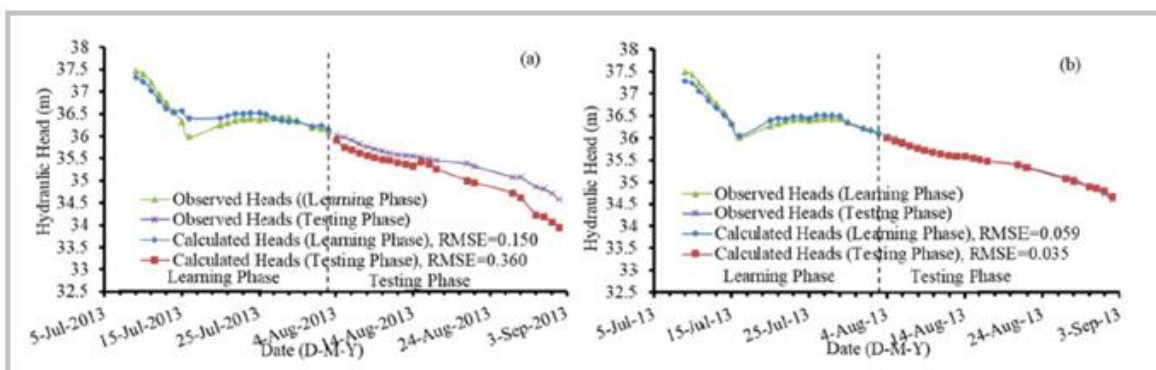 (a)
38
37.5
37
36.5
36
35.5
35
34.5
34
33.5
33
32.5
Hydraulic Head (m)
Observed Heads ((Learning Phase)
Observed Heads (Testing Phase)
Calculated Heads (Learning Phase), RMSE=0.150
Calculated Heads (Testing Phase), RMSE=0.360
Learning Phase
Testing Phase
5-Jul-2013
15-Jul-2013
25-Jul-2013
4-Aug-2013
14-Aug-2013
24-Aug-2013
3-Sep-2013
Date (D-M-Y)
(b)
38
37.5
37
36.5
36
35.5
35
34.5
34
33.5
33
32.5
Hydraulic Head (m)
Observed Heads (Learning Phase)
Observed Heads (Testing Phase)
Calculated Heads (Learning Phase), RMSE=0.059
Calculated Heads (Testing Phase), RMSE=0.035
Learning Phase
Testing Phase
5-Jul-13
15-Jul-13
25-Jul-13
4-Aug-13
14-Aug-13
24-Aug-13
3-Sep-13
Date (D-M-Y)